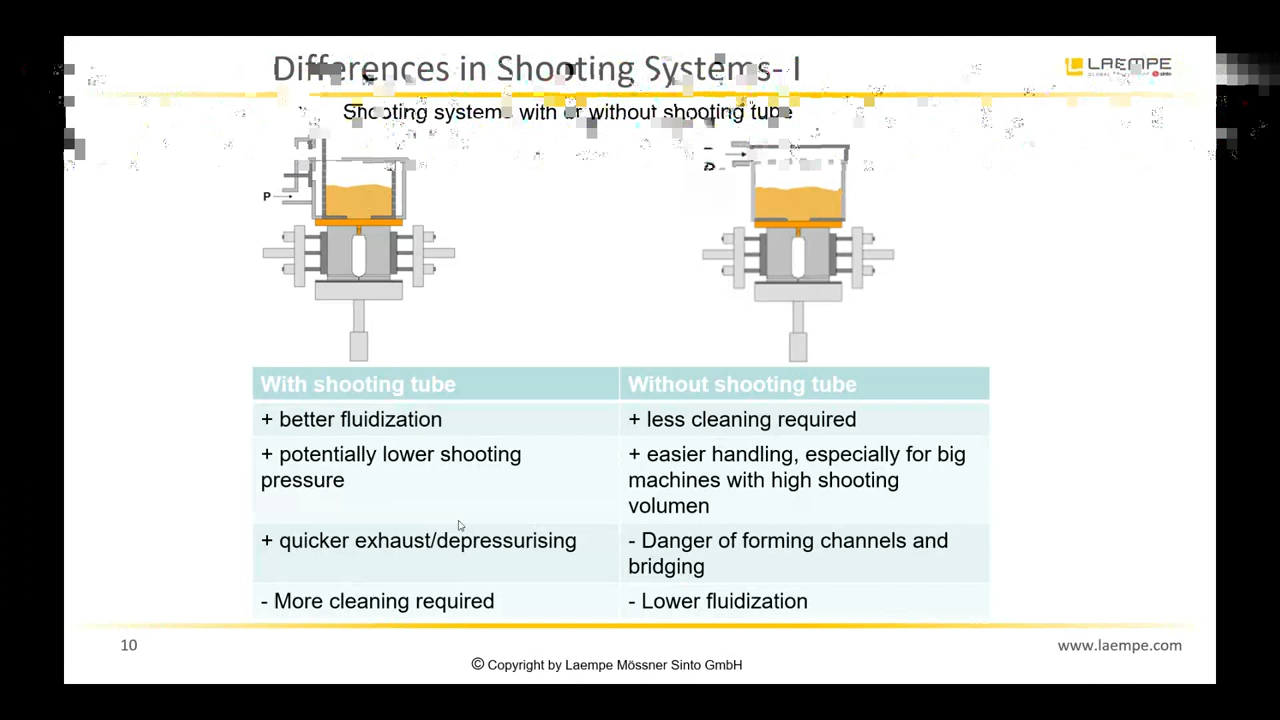 Differences in Shooting Systems- I
LAEMPE
sinto
Shooting systems with or without shooting tube
P
With shooting tube
Without shooting tube
+ better fluidization
+ less cleaning required
+ potentially lower shooting
pressure
+ easier handling, especially for big
machines with high shooting
volumen
+ quicker exhaust/depressurising
- Danger of forming channels and
bridging
- More cleaning required
- Lower fluidization
10
www.laempe.com
© Copyright by Laempe Mössner Sinto GmbH